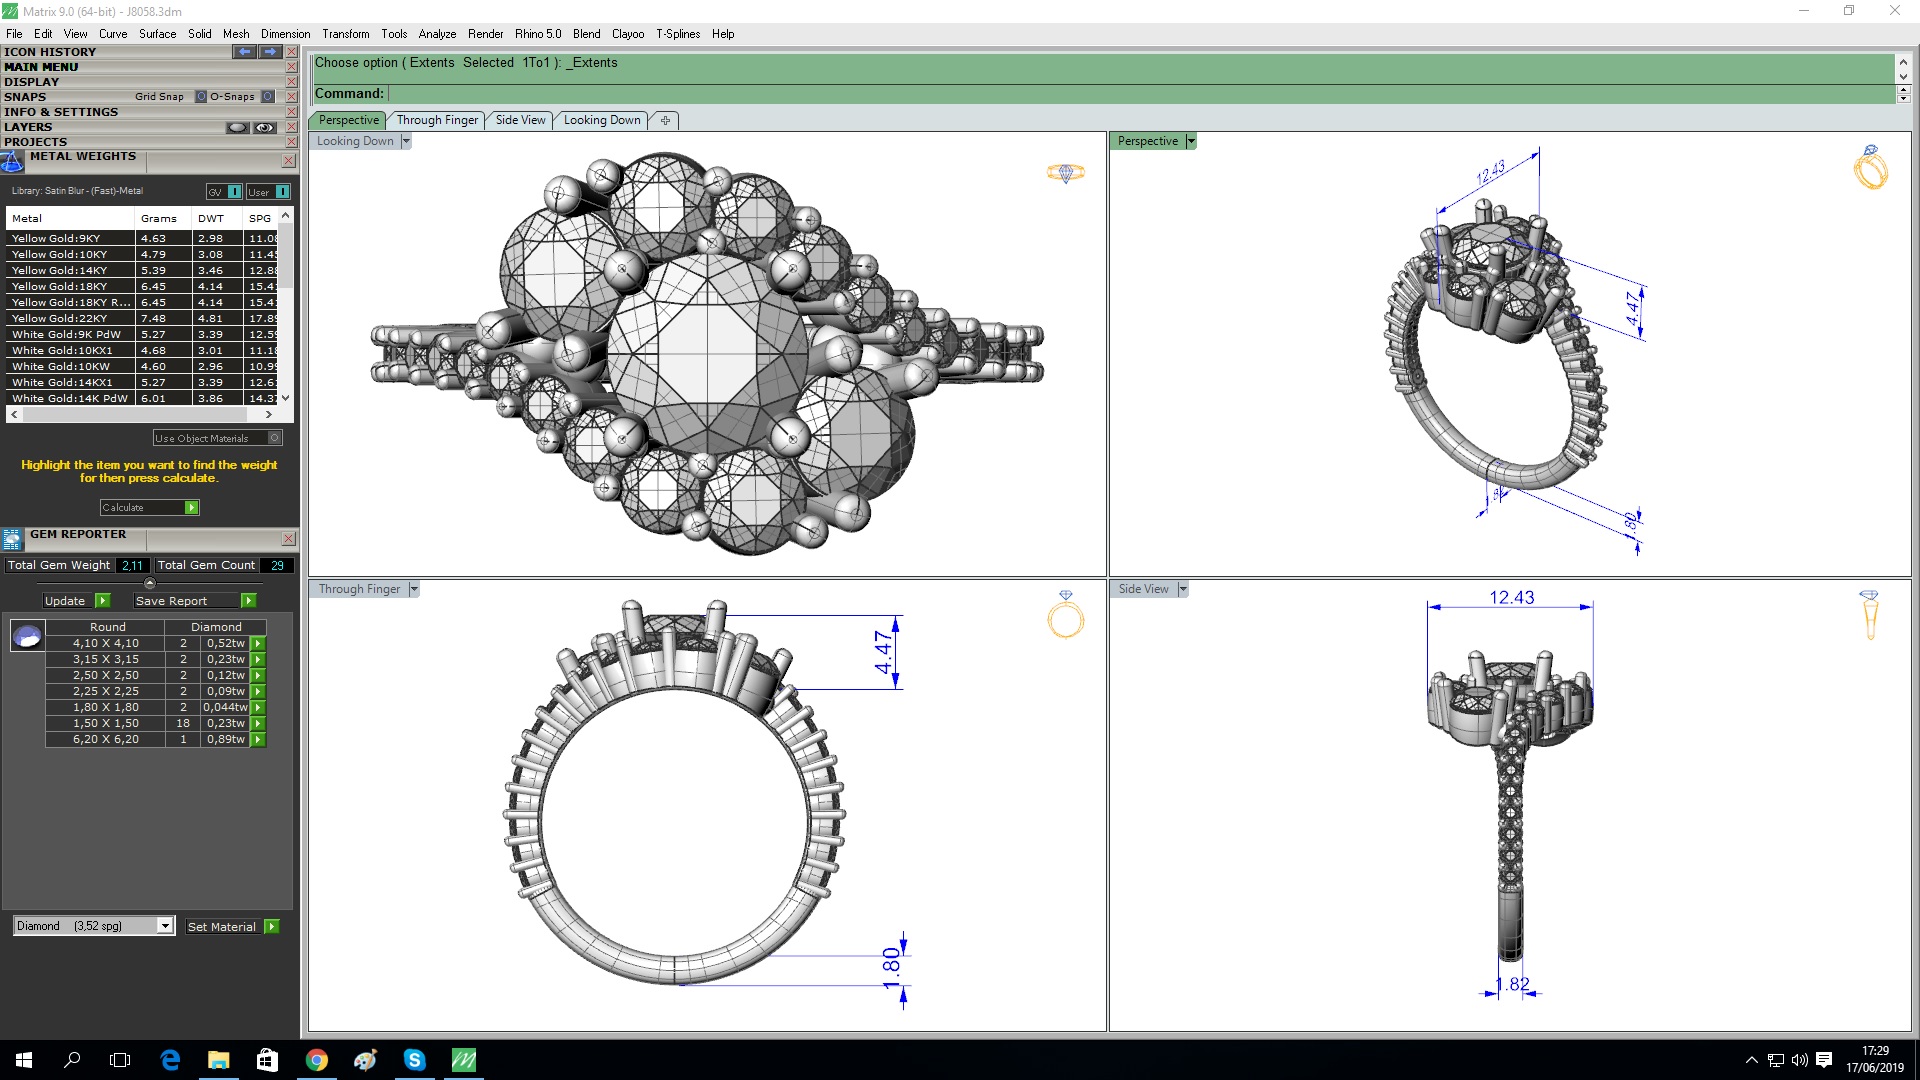 Matrix 9.0 (64-bit) - J8058.3dm
File Edit View Curve Surface Solid Mesh Dimension Transform Tools Analyze Render Rhino 5.0 Blend Clayoo T-Splines Help
ICON HISTORY
MAIN MENU
DISPLAY
SNAPS Grid Snap O-Snaps
INFO & SETTINGS
LAYERS
PROJECTS
METAL WEIGHTS
Library: Satin Blur - (Fast)-Metal GV User
Metal Grams DWT SPG
Yellow Gold:9KY 4.63 2.98 11.08
Yellow Gold:10KY 4.79 3.08
Yellow Gold:14KY 5.39 3.46 12.88
Yellow Gold:18KY 6.45 4.14 15.4
Yellow Gold:18KY R... 6.45 4.14 15.4
Yellow Gold:22KY 7.48 4.81 17.89
White Gold:9K PdW 5.27 3.39 12.59
White Gold:10KX1 4.68 3.01 11.18
White Gold:10KW 4.60 2.96 10.99
White Gold:14KX1 5.27 3.39 12.6
White Gold:14K PdW 6.01 3.86 14.3
Use Object Materials
Highlight the item you want to find the weight
for then press calculate.
Calculate
GEM REPORTER
Total Gem Weight 2,11 Total Gem Count 29
Update Save Report
Round Diamond
4,10 X 4,10 2 0,52tw
3,15 X 3,15 2 0,23tw
2,50 X 2,50 2 0,12tw
2,25 X 2,25 2 0,09tw
1,80 X 1,80 2 0,044tw
1,50 X 1,50 18 0,23tw
6,20 X 6,20 1 0,89tw
Diamond (3,52 spg) Set Material
Choose option ( Extents Selected 1To1 ): _Extents
Command:
Perspective Through Finger Side View Looking Down
Looking Down
Perspective
12.43
4.47
1.80
Through Finger
4.47
1.80
Side View
12.43
1.82
17:29
17/06/2019